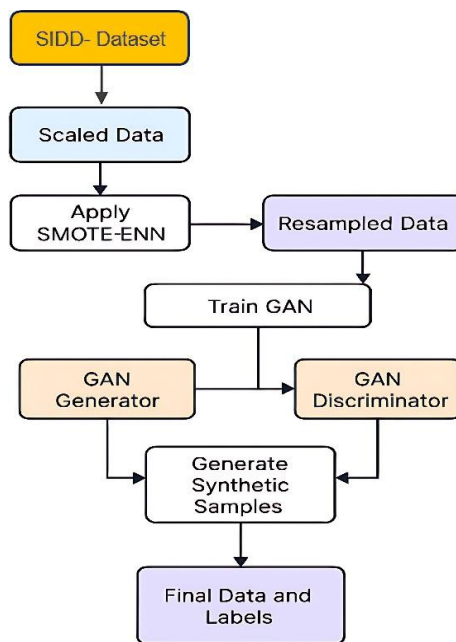 SIDD- Dataset
Scaled Data
Apply
SMOTE-ENN
Resampled Data
Train GAN
GAN
Generator
GAN
Discriminator
Generate
Synthetic
Samples
Final Data and
Labels